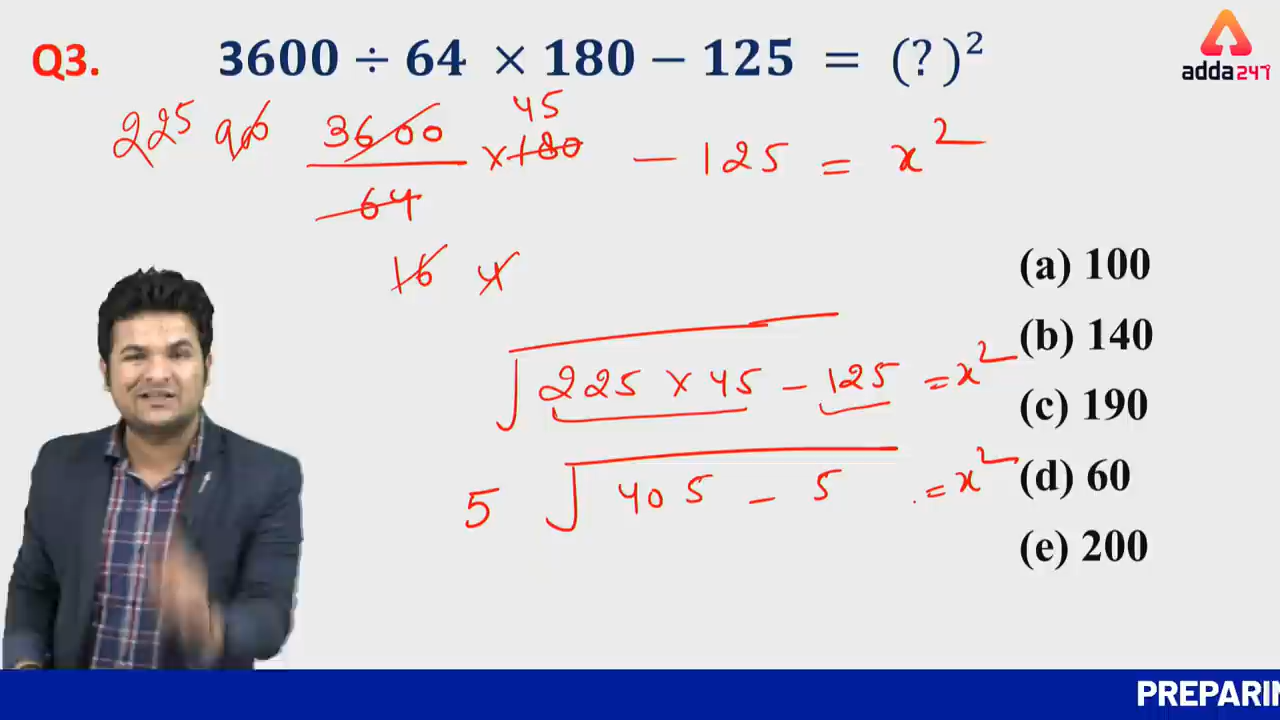 Q3. 3600 ÷ 64 × 180 − 125 = (?)²
adda247
45
225 900 3600 × 180 − 125 = x²
64
16 4
(a) 100
(b) 140
√225 × 45 − 125 = x²
(c) 190
5 √405 − 5 = x²
(d) 60
(e) 200
PREPARIN